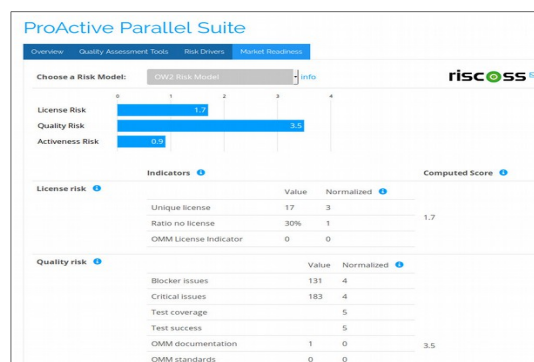 ProActive Parallel Suite
Overview Quality Assessment Tools Risk Drivers Market Readiness
Choose a Risk Model: OW2 Risk Model info riscoss
0 1 2 3 4
License Risk 1.7
Quality Risk 3.5
Activeness Risk 0.9
Indicators Computed Score
License risk Value Normalized
Unique license 17 3
Ratio no license 30% 1
1.7
OMM License Indicator 0 0
Quality risk Value Normalized
Blocker issues 131 4
Critical issues 183 4
Test coverage 5
Test success 5
OMM documentation 1 0
3.5
OMM standards 0 0